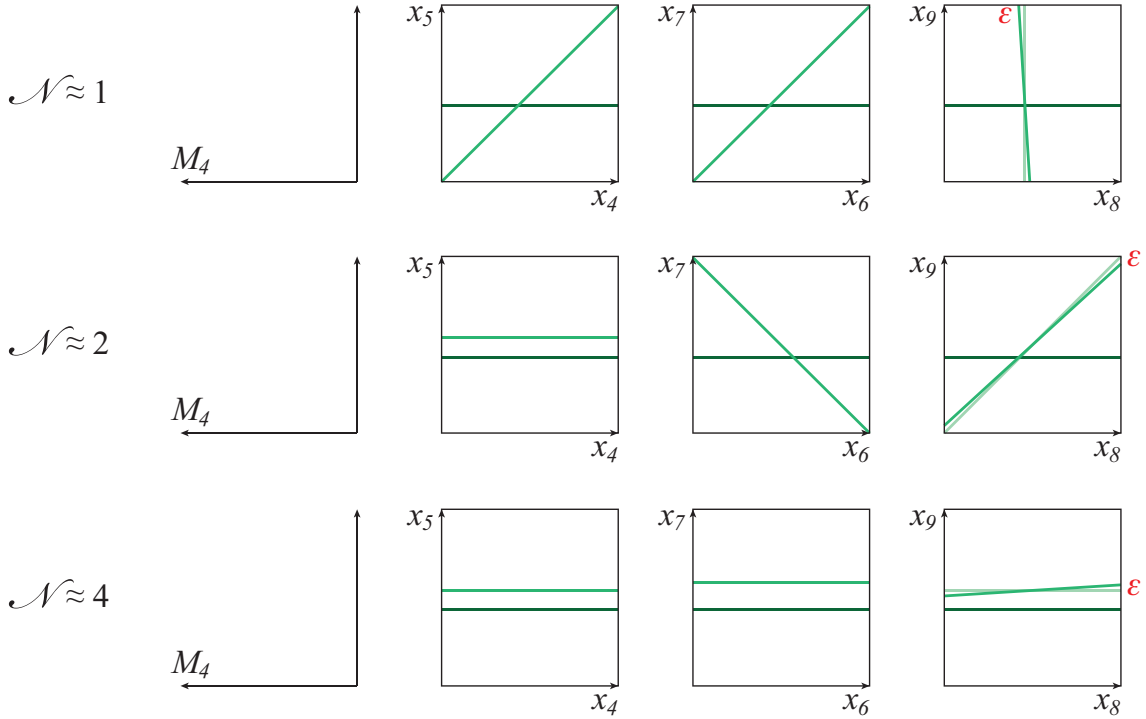 x5 x7 x9 ε
𝒩 ≈ 1
M4
x4 x6 x8
x5 x7 x9 ε
𝒩 ≈ 2
M4
x4 x6 x8
x5 x7 x9
𝒩 ≈ 4 ε
M4
x4 x6 x8